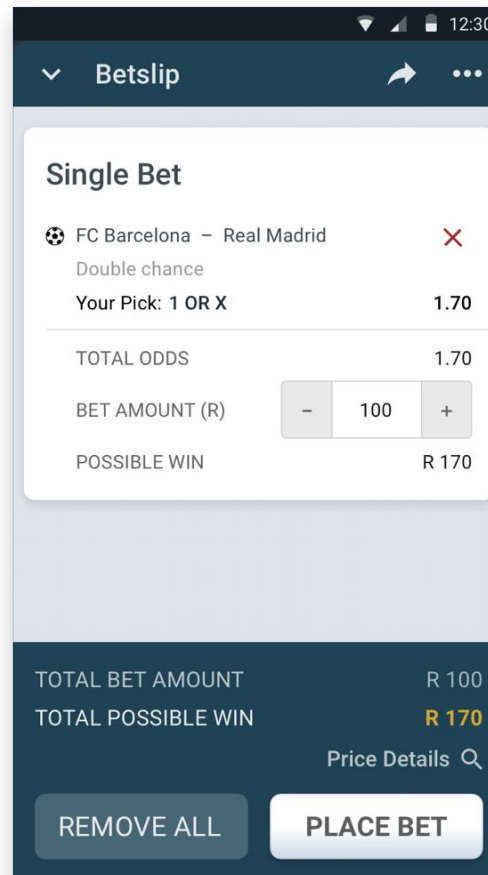 12:30
Betslip
Single Bet
FC Barcelona – Real Madrid
Double chance
Your Pick: 1 OR X 1.70
TOTAL ODDS 1.70
BET AMOUNT (R) - 100 +
POSSIBLE WIN R 170
TOTAL BET AMOUNT R 100
TOTAL POSSIBLE WIN R 170
Price Details
REMOVE ALL PLACE BET